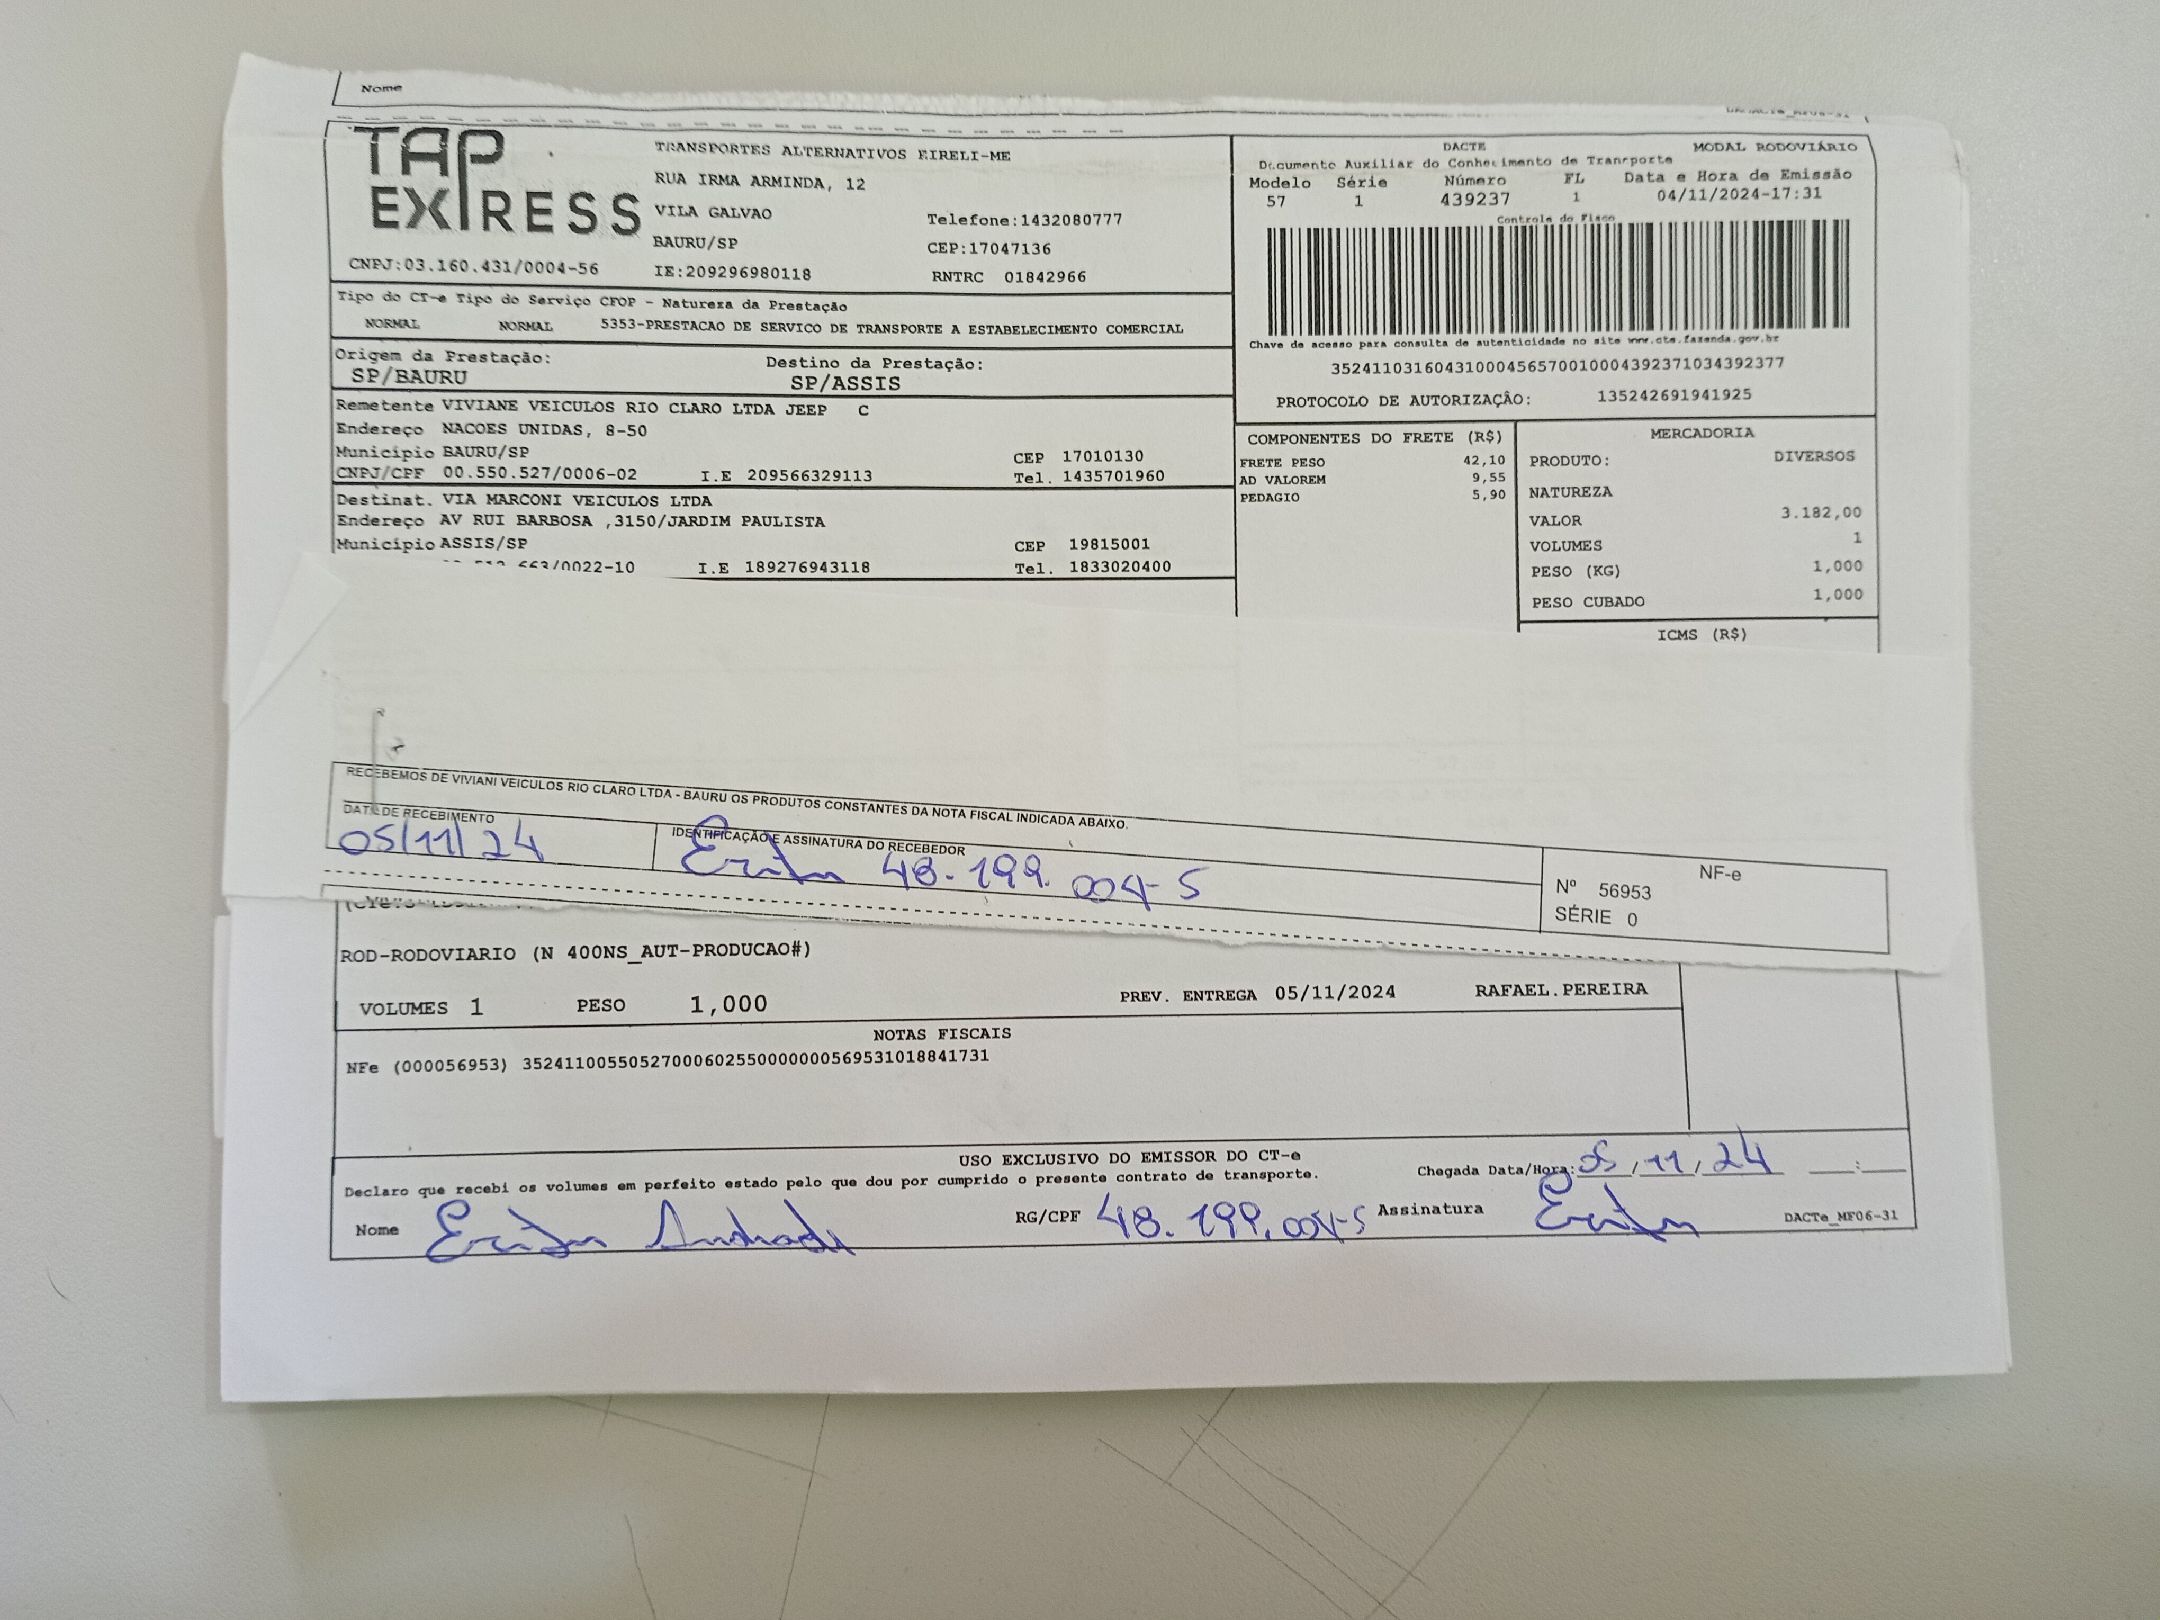 Nome
TAP EXPRESS
TRANSPORTES ALTERNATIVOS EIRELI-ME
RUA IRMA ARMINDA, 12
VILA GALVAO Telefone:1432080777
BAURU/SP CEP:17047136
CNPJ:03.160.431/0004-56 IE:209296980118 RNTRC 01842966
DACTE MODAL RODOVIÁRIO
Documento Auxiliar do Conhecimento de Transporte
Modelo Série Número FL Data e Hora de Emissão
57 1 439237 1 04/11/2024-17:31
Controle do Fisco
Chave de acesso para consulta de autenticidade no site www.cte.fazenda.gov.br
35241103160431000456570010004392371034392377
PROTOCOLO DE AUTORIZAÇÃO: 135242691941925
Tipo do CT-e Tipo do Serviço CFOP - Natureza da Prestação
NORMAL NORMAL 5353-PRESTACAO DE SERVICO DE TRANSPORTE A ESTABELECIMENTO COMERCIAL
Origem da Prestação: Destino da Prestação:
SP/BAURU SP/ASSIS
Remetente VIVIANE VEICULOS RIO CLARO LTDA JEEP C
Endereço NACOES UNIDAS, 8-50
Município BAURU/SP CEP 17010130
CNPJ/CPF 00.550.527/0006-02 I.E 209566329113 Tel. 1435701960
Destinat. VIA MARCONI VEICULOS LTDA
Endereço AV RUI BARBOSA ,3150/JARDIM PAULISTA
Município ASSIS/SP CEP 19815001
663/0022-10 I.E 189276943118 Tel. 1833020400
COMPONENTES DO FRETE (R$)
FRETE PESO 42,10
AD VALOREM 9,55
PEDAGIO 5,90
MERCADORIA
PRODUTO: DIVERSOS
NATUREZA
VALOR 3.182,00
VOLUMES 1
PESO (KG) 1,000
PESO CUBADO 1,000
ICMS (R$)
RECEBEMOS DE VIVIANI VEICULOS RIO CLARO LTDA - BAURU OS PRODUTOS CONSTANTES DA NOTA FISCAL INDICADA ABAIXO.
DATA DE RECEBIMENTO IDENTIFICAÇÃO E ASSINATURA DO RECEBEDOR
05/11/24 48.199.004-5
NF-e
Nº 56953
SÉRIE 0
ROD-RODOVIARIO (N 400NS_AUT-PRODUCAO#)
VOLUMES 1 PESO 1,000 PREV. ENTREGA 05/11/2024 RAFAEL.PEREIRA
NOTAS FISCAIS
NFe (000056953) 35241100550527000602550000000569531018841731
USO EXCLUSIVO DO EMISSOR DO CT-e
Declaro que recebi os volumes em perfeito estado pelo que dou por cumprido o presente contrato de transporte.
Chegada Data/Hora: 05/11/24 __:__
Nome Andrade RG/CPF 48.199.004-5 Assinatura
DACTe_MF06-31